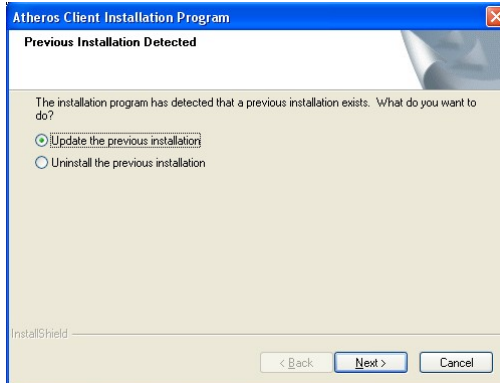 Atheros Client Installation Program
Previous Installation Detected
The installation program has detected that a previous installation exists. What do you want to
do?
Update the previous installation
Uninstall the previous installation
InstallShield
< Back
Next >
Cancel